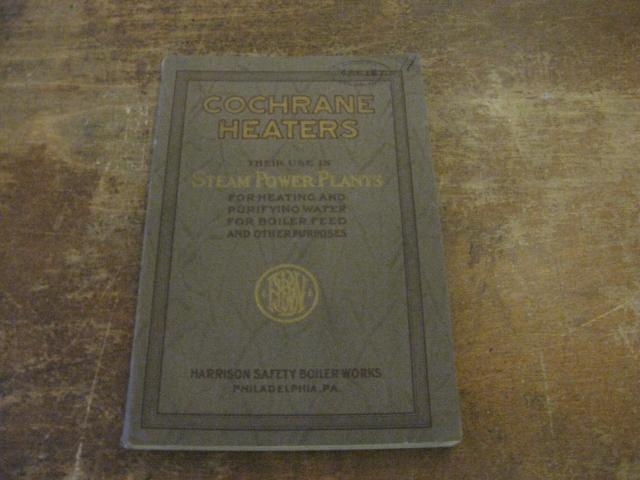 COCHRANE
HEATERS
THEIR USE IN
STEAM POWER PLANTS
FOR HEATING AND
PURIFYING WATER
FOR BOILER FEED
AND OTHER PURPOSES
HARRISON SAFETY BOILER WORKS
PHILADELPHIA, PA.